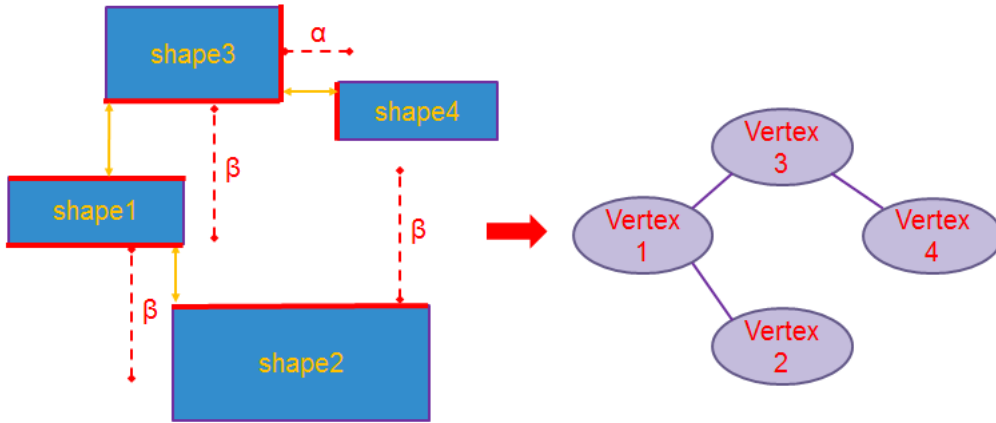 shape3
α
shape4
β
shape1
β
β
shape2
Vertex
3
Vertex
1
Vertex
4
Vertex
2